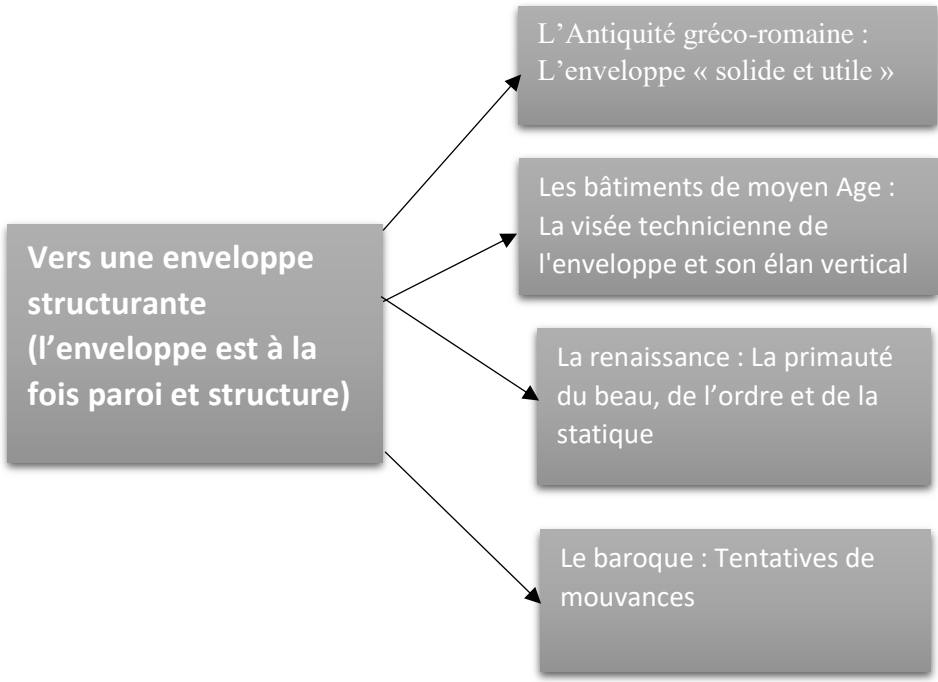 Vers une enveloppe
structurante
(l’enveloppe est à la
fois paroi et structure)
L’Antiquité gréco-romaine :
L’enveloppe « solide et utile »
Les bâtiments de moyen Age :
La visée technicienne de
l'enveloppe et son élan vertical
La renaissance : La primauté
du beau, de l’ordre et de la
statique
Le baroque : Tentatives de
mouvances